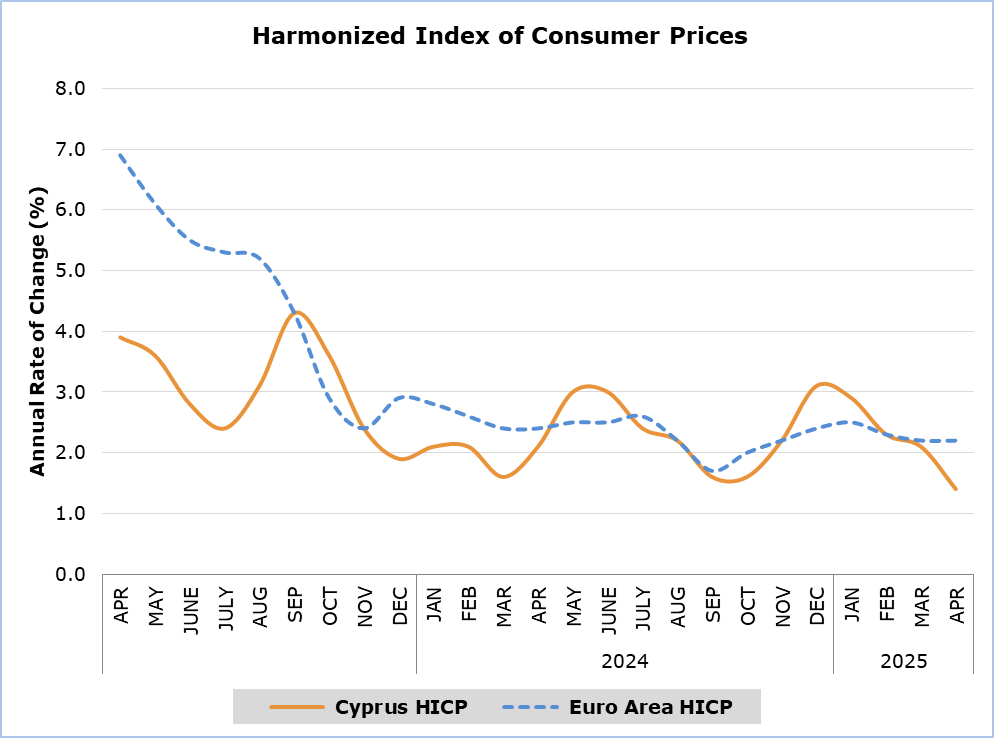 Harmonized Index of Consumer Prices
Annual Rate of Change (%)
8.0
7.0
6.0
5.0
4.0
3.0
2.0
1.0
0.0
APR MAY JUNE JULY AUG SEP OCT NOV DEC JAN FEB MAR APR MAY JUNE JULY AUG SEP OCT NOV DEC JAN FEB MAR APR
2024 2025
Cyprus HICP Euro Area HICP